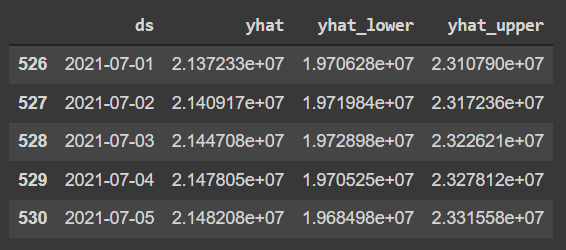 ds yhat yhat_lower yhat_upper
526 2021-07-01 2.137233e+07 1.970628e+07 2.310790e+07
527 2021-07-02 2.140917e+07 1.971984e+07 2.317236e+07
528 2021-07-03 2.144708e+07 1.972898e+07 2.322621e+07
529 2021-07-04 2.147805e+07 1.970525e+07 2.327812e+07
530 2021-07-05 2.148208e+07 1.968498e+07 2.331558e+07